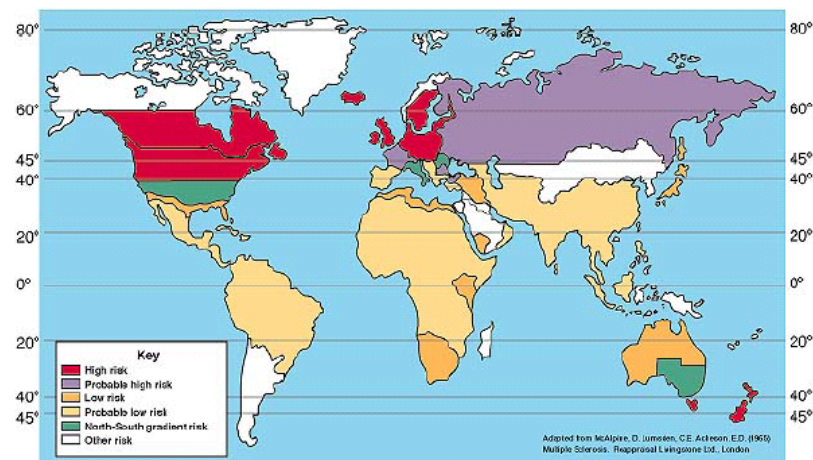 80° 80°
60° 60°
45° 45°
40° 40°
20° 20°
0° 0°
20° 20°
40° 40°
45° 45°
Key
High risk
Probable high risk
Low risk
Probable low risk
North-South gradient risk
Other risk
Adapted from McAlpine, D. Lumsden, C.E. Acheson, E.D. (1965)
Multiple Sclerosis. Reappraisal Livingstone Ltd., London